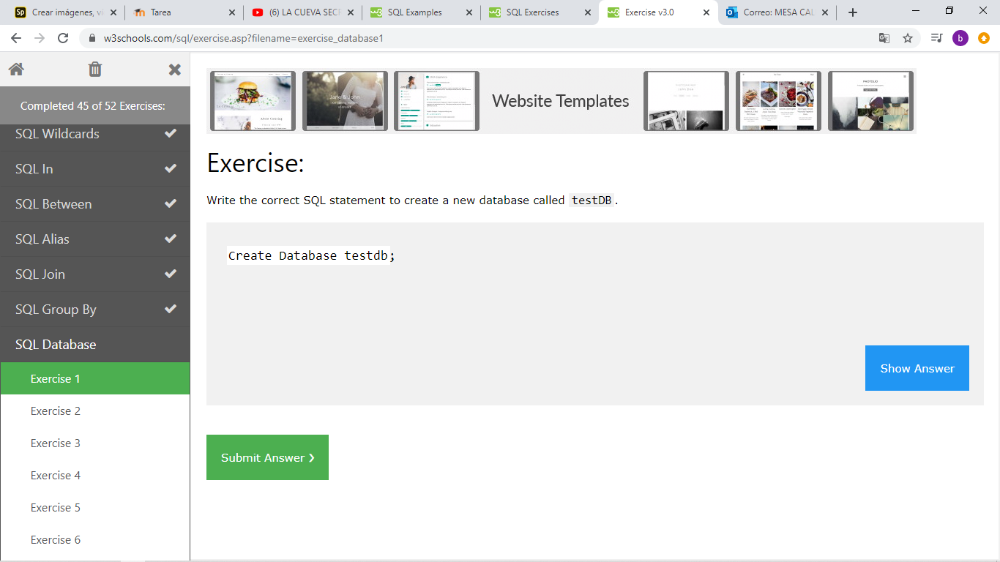 Crear imágenes, ví
Tarea
(6) LA CUEVA SECR
SQL Examples
SQL Exercises
Exercise v3.0
Correo: MESA CAL
w3schools.com/sql/exercise.asp?filename=exercise_database1
b
Completed 45 of 52 Exercises:
SQL Wildcards
SQL In
SQL Between
SQL Alias
SQL Join
SQL Group By
SQL Database
Exercise 1
Exercise 2
Exercise 3
Exercise 4
Exercise 5
Exercise 6
Jane & John
Website Templates
PHOTOLIO
Exercise:
Write the correct SQL statement to create a new database called testDB.
Create Database testdb;
Show Answer
Submit Answer ❯